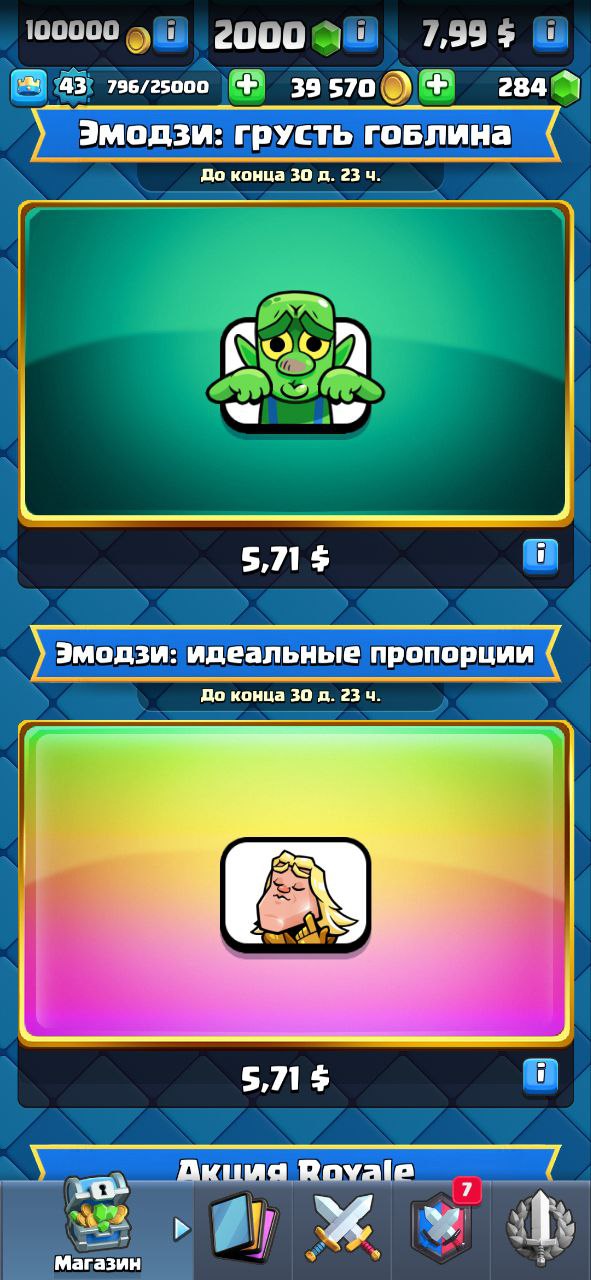 100000
2000
7,99 $
43
796/25000
39 570
284
Эмодзи: грусть гоблина
До конца 30 д. 23 ч.
5,71 $
Эмодзи: идеальные пропорции
До конца 30 д. 23 ч.
5,71 $
Акция Royale
7
Магазин